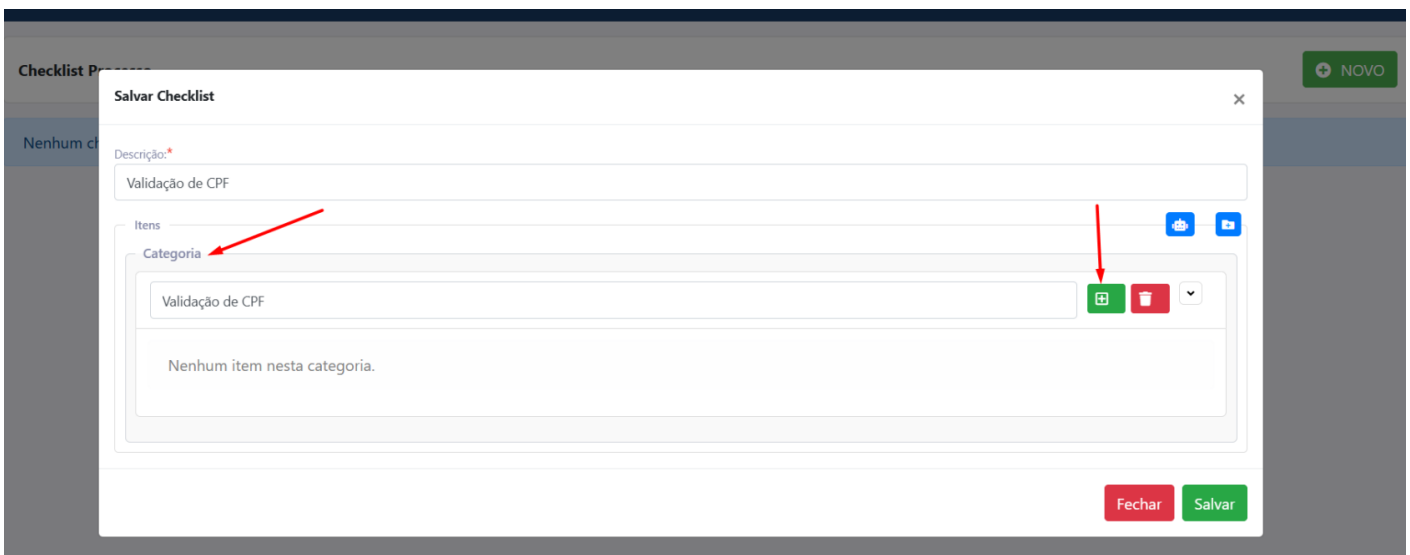 Checklist
NOVO
Salvar Checklist
×
Nenhum
Descrição:*
Validação de CPF
Itens
Categoria
Validação de CPF
Nenhum item nesta categoria.
Fechar
Salvar